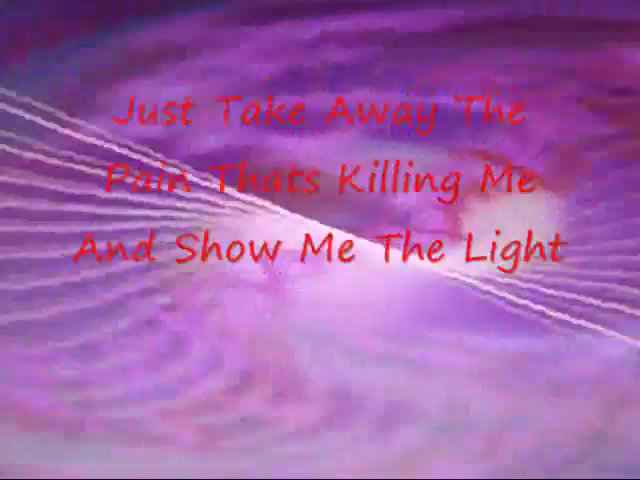 Just Take Away The
Pain Thats Killing Me
And Show Me The Light